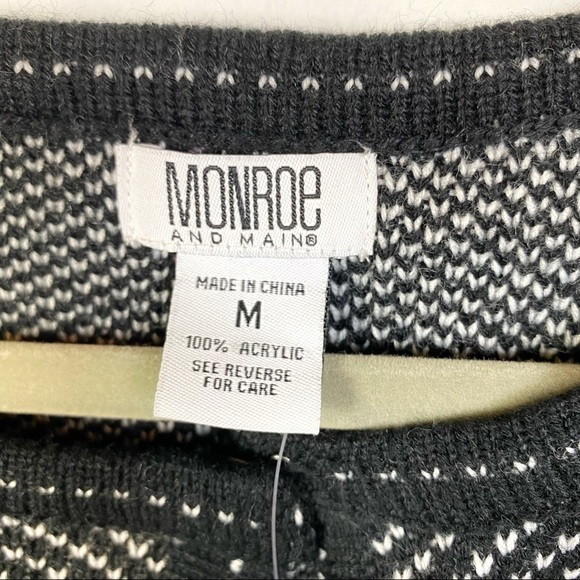 MONROe
AND MAIN®
MADE IN CHINA
M
100% ACRYLIC
SEE REVERSE
FOR CARE